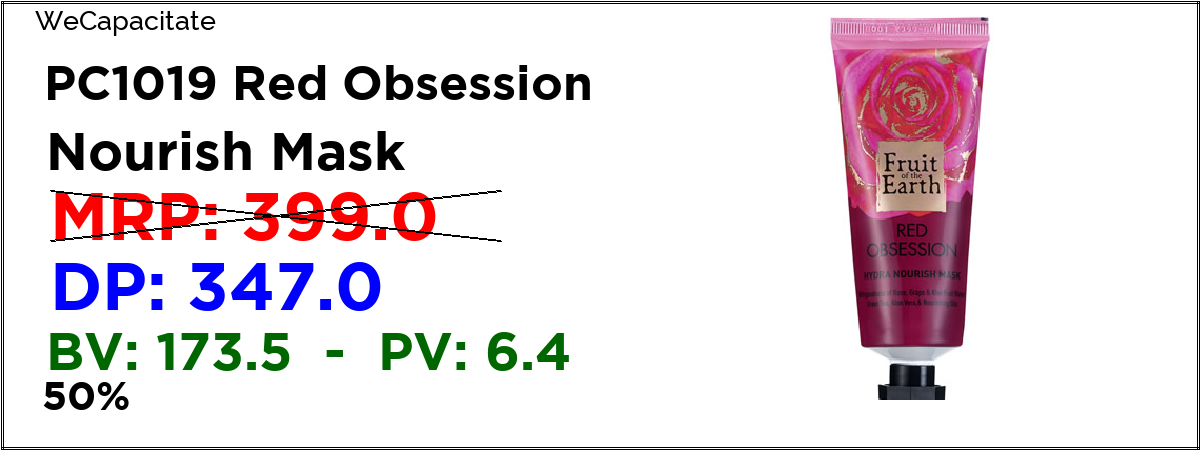 WeCapacitate
PC1019 Red Obsession
Nourish Mask
MRP: 399.0
DP: 347.0
BV: 173.5 - PV: 6.4
50%
Fruit
of the
Earth
RED
OBSESSION
HYDRA NOURISH MASK